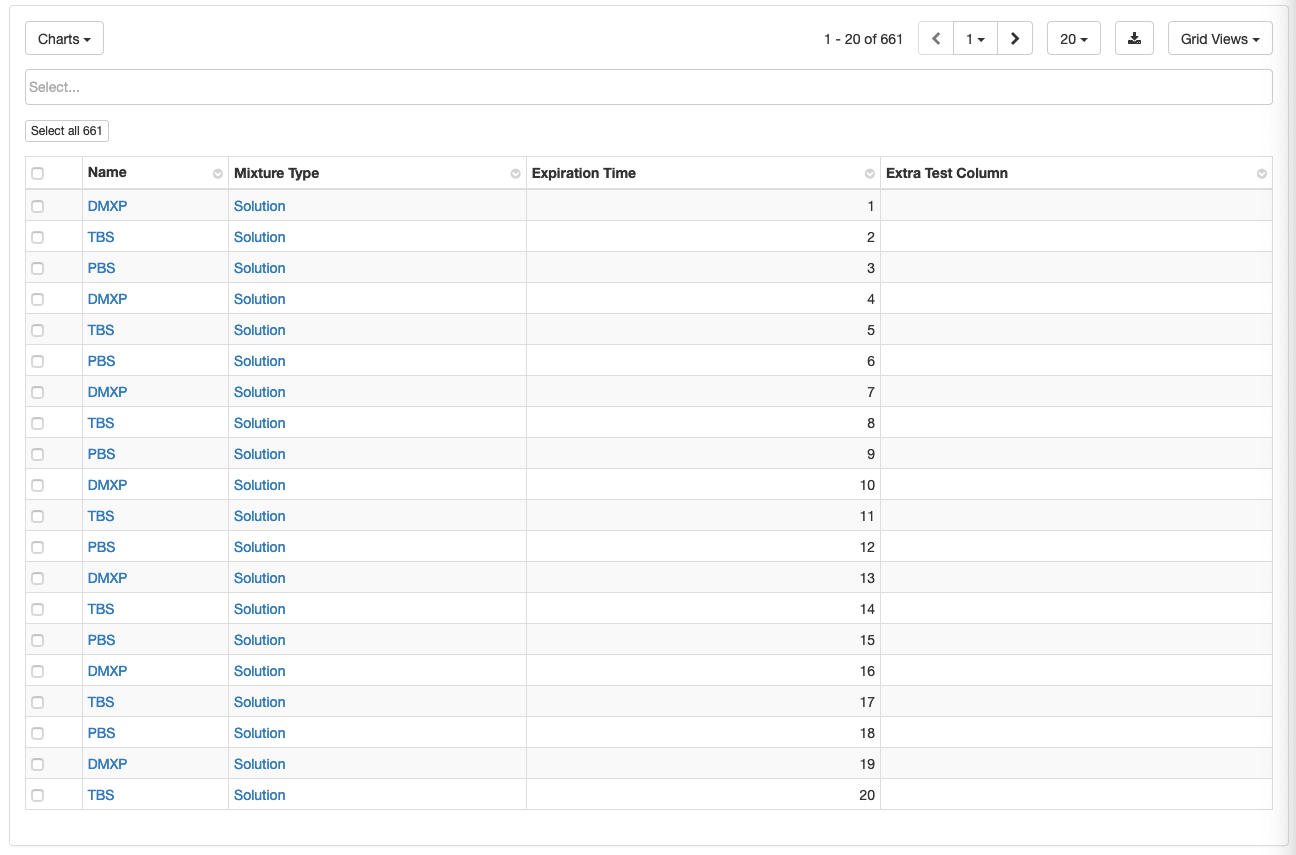 Charts 1 - 20 of 661 1 20 Grid Views
Select...
Select all 661
Name Mixture Type Expiration Time Extra Test Column
DMXP Solution 1
TBS Solution 2
PBS Solution 3
DMXP Solution 4
TBS Solution 5
PBS Solution 6
DMXP Solution 7
TBS Solution 8
PBS Solution 9
DMXP Solution 10
TBS Solution 11
PBS Solution 12
DMXP Solution 13
TBS Solution 14
PBS Solution 15
DMXP Solution 16
TBS Solution 17
PBS Solution 18
DMXP Solution 19
TBS Solution 20